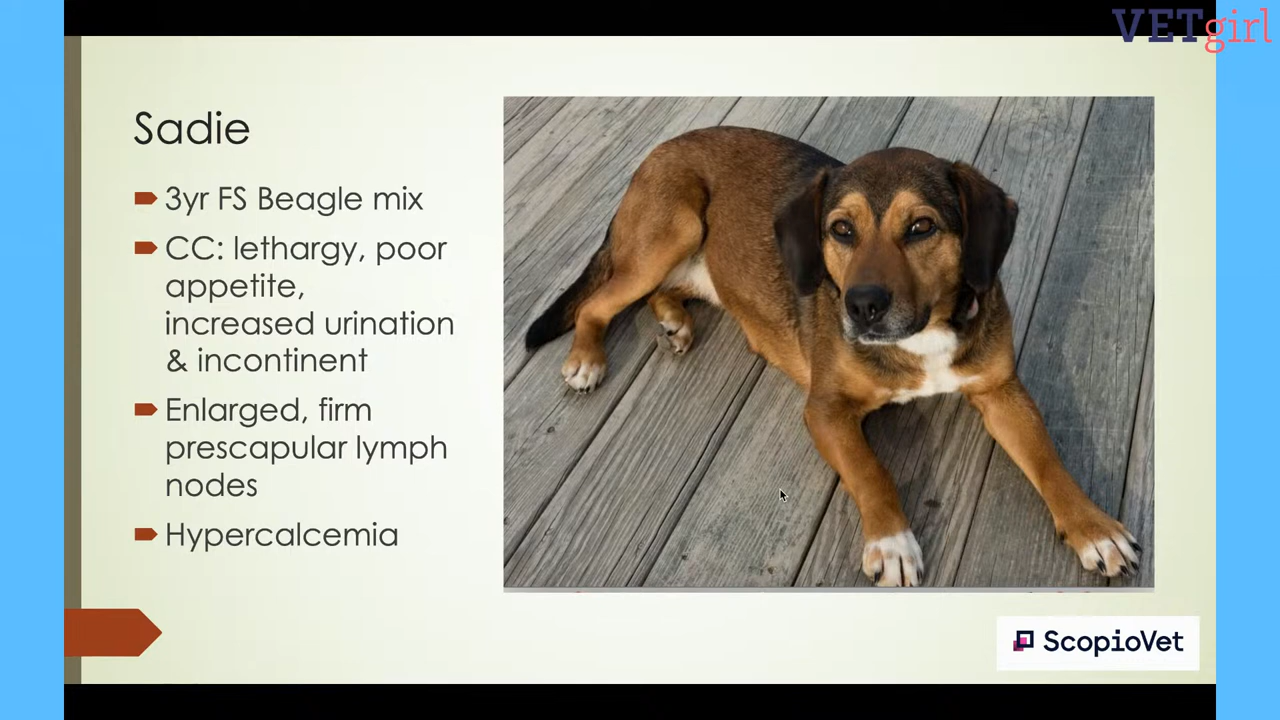 VETgirl
Sadie
3yr FS Beagle mix
CC: lethargy, poor
appetite,
increased urination
& incontinent
Enlarged, firm
prescapular lymph
nodes
Hypercalcemia
ScopioVet